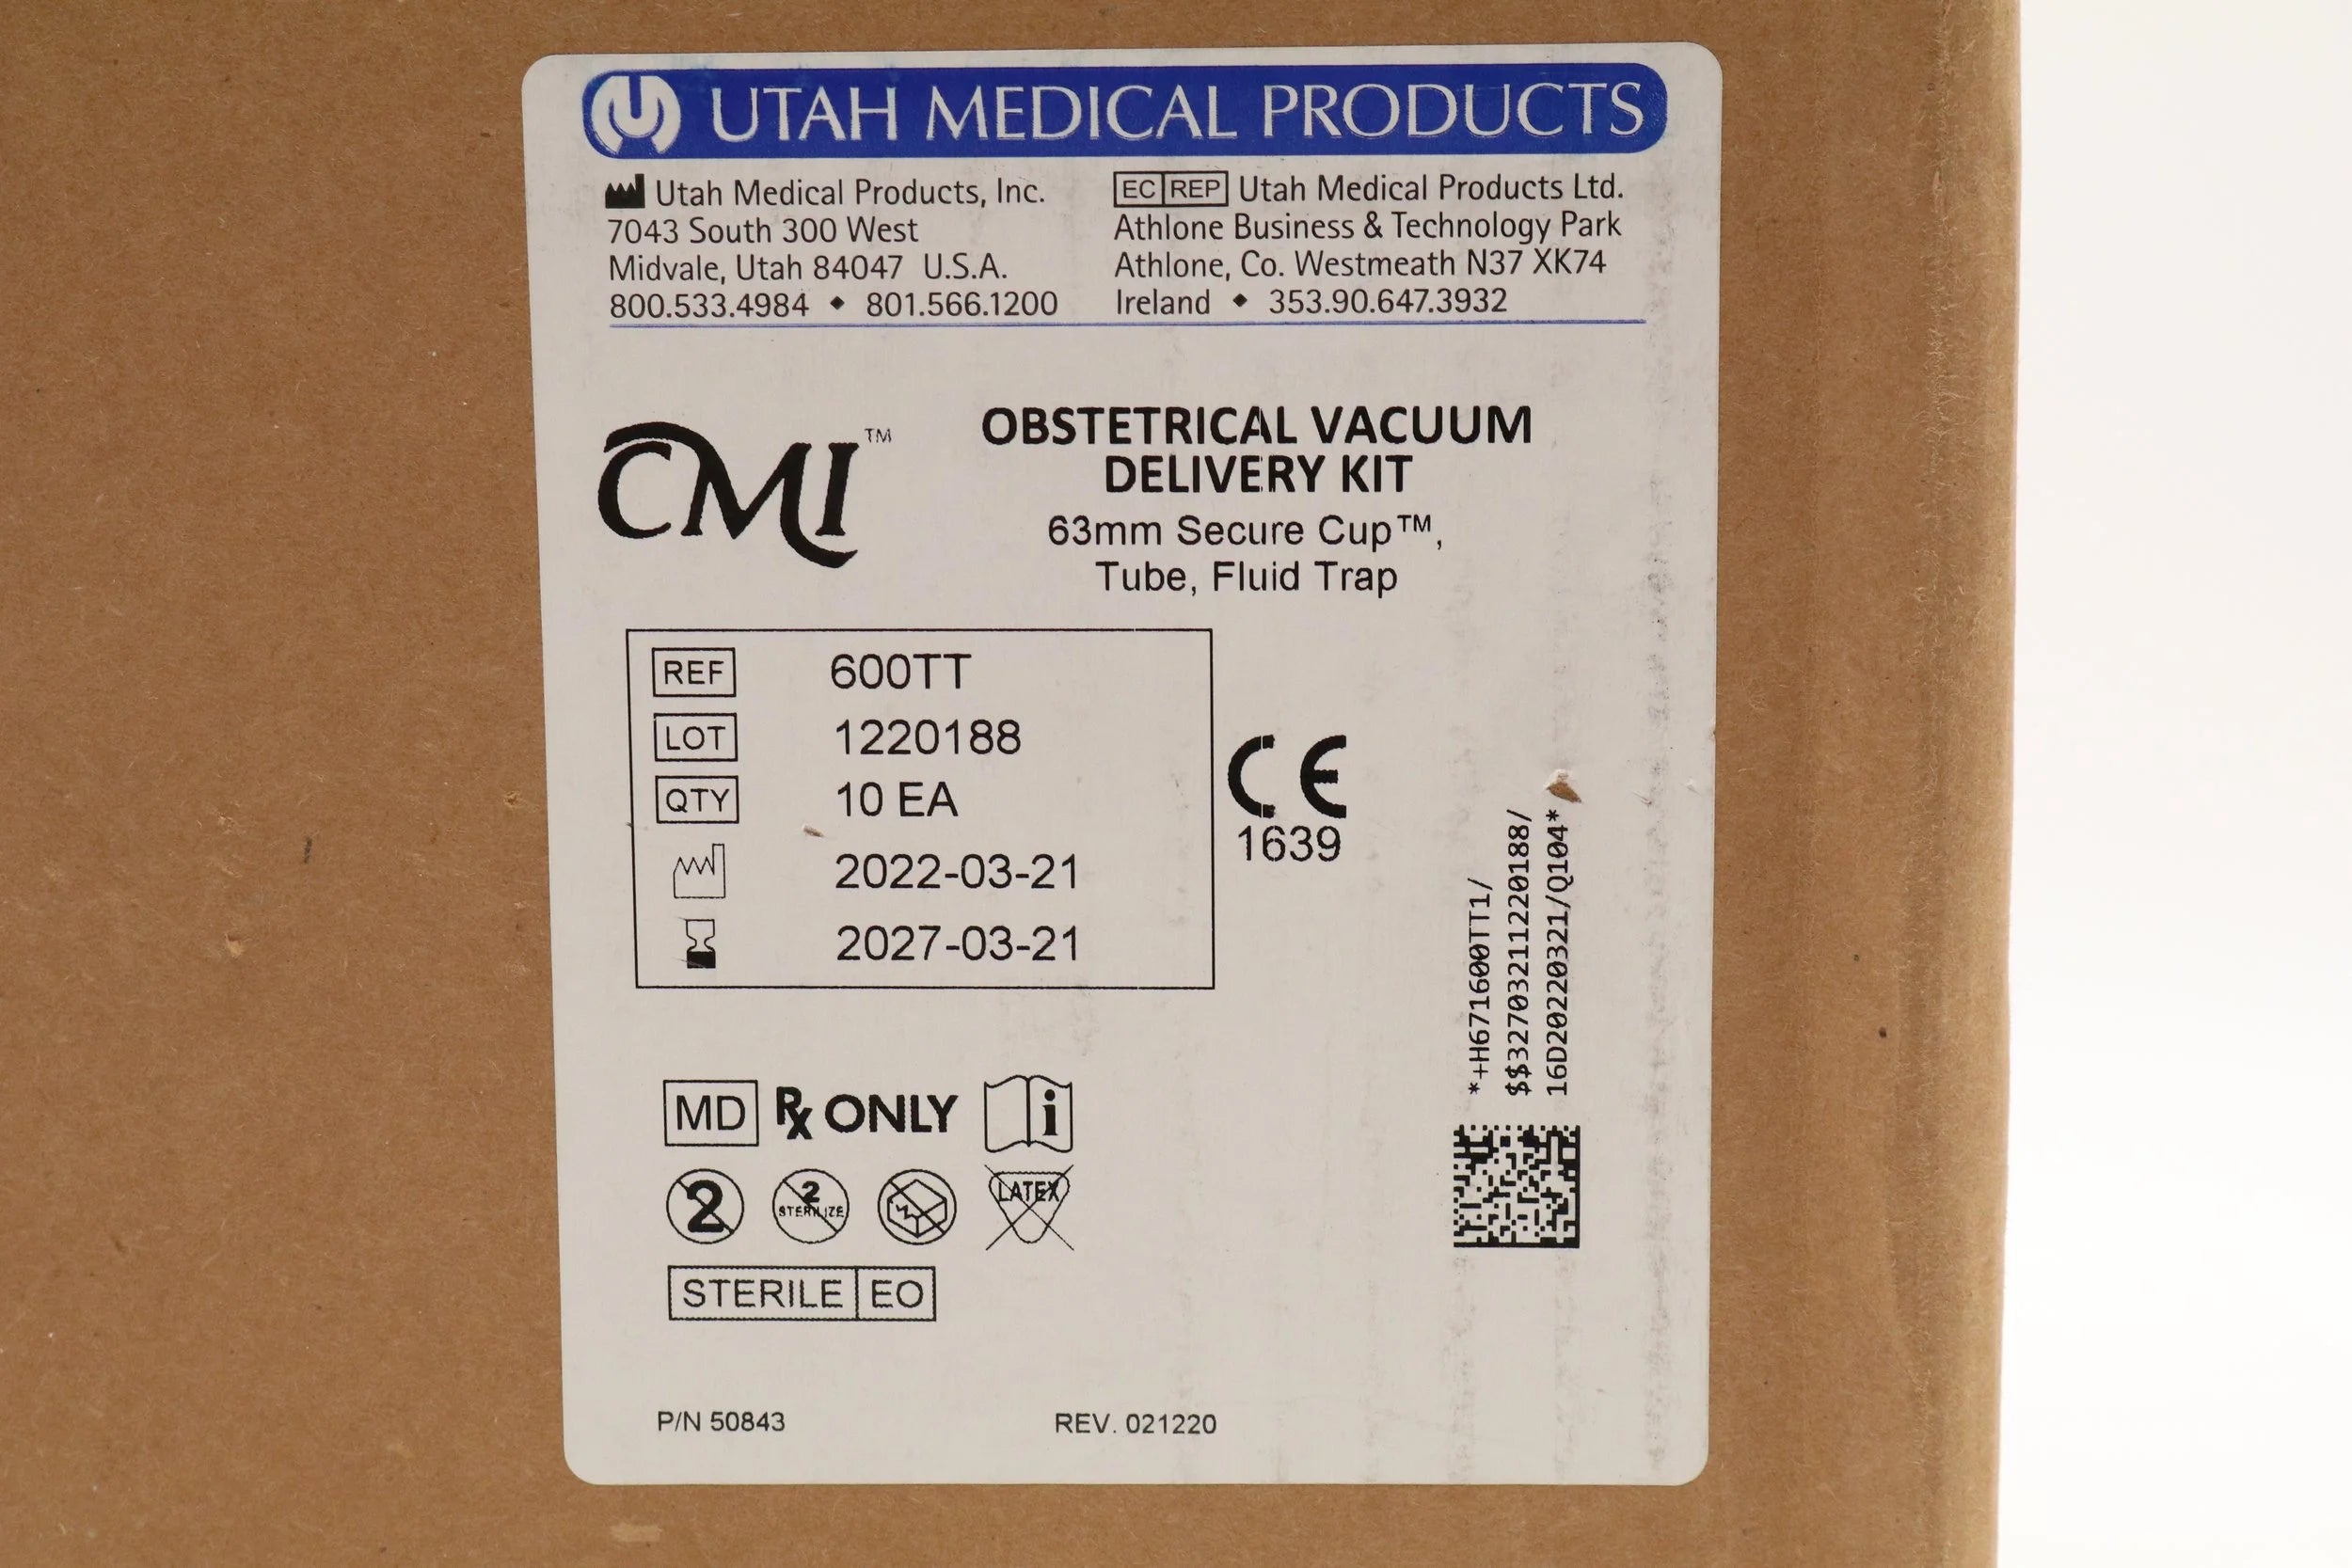 UTAH MEDICAL PRODUCTS
Utah Medical Products, Inc.
7043 South 300 West
Midvale, Utah 84047 U.S.A.
800.533.4984 ◆ 801.566.1200
EC REP Utah Medical Products Ltd.
Athlone Business & Technology Park
Athlone, Co. Westmeath N37 XK74
Ireland ◆ 353.90.647.3932
CMI™
OBSTETRICAL VACUUM
DELIVERY KIT
63mm Secure Cup™,
Tube, Fluid Trap
REF 600TT
LOT 1220188
QTY 10 EA
2022-03-21
2027-03-21
CE
1639
*+H671600TT1/
$$32703211220188/
16D20220321/Q104*
MD Rx ONLY i
2 2 STERILIZE LATEX
STERILE EO
P/N 50843 REV. 021220